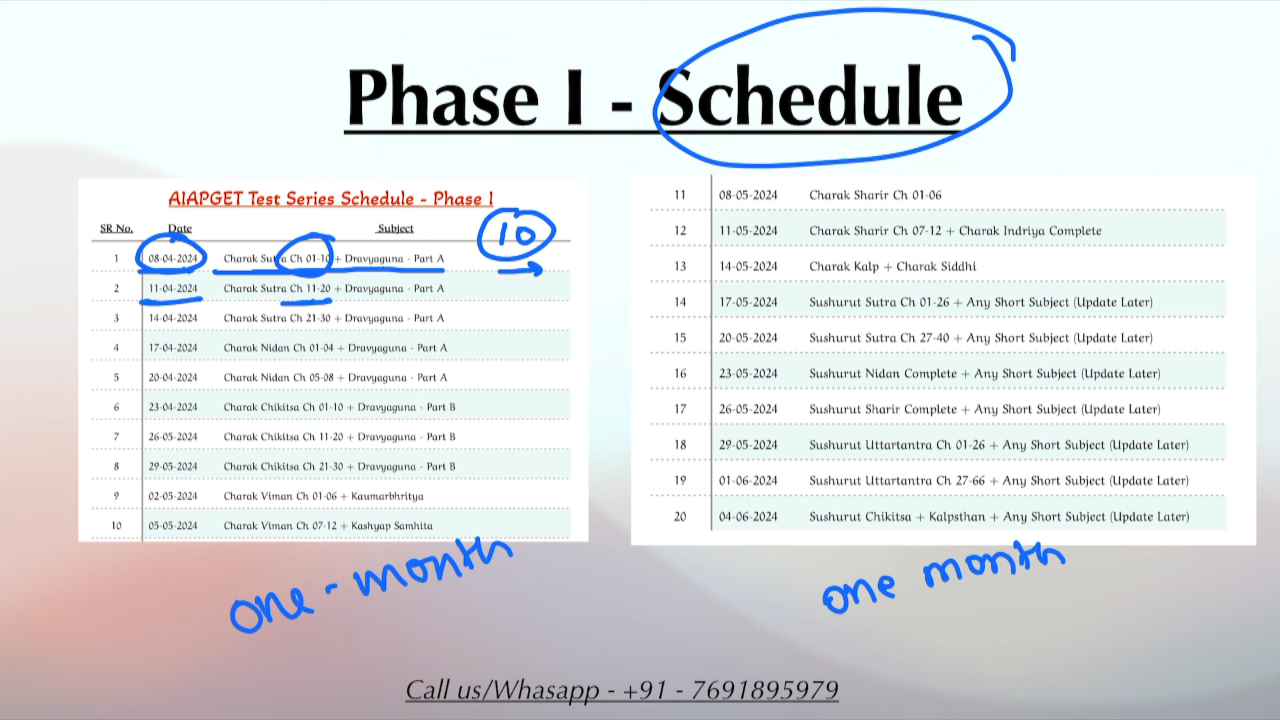 Phase I - Schedule
AIAPGET Test Series Schedule - Phase I
SR No. Date Subject
10
1 08-04-2024 Charak Sutra Ch 01-10 + Dravyaguna - Part A
2 11-04-2024 Charak Sutra Ch 11-20 + Dravyaguna - Part A
3 14-04-2024 Charak Sutra Ch 21-30 + Dravyaguna - Part A
4 17-04-2024 Charak Nidan Ch 01-04 + Dravyaguna - Part A
5 20-04-2024 Charak Nidan Ch 05-08 + Dravyaguna - Part A
6 23-04-2024 Charak Chikitsa Ch 01-10 + Dravyaguna - Part B
7 26-05-2024 Charak Chikitsa Ch 11-20 + Dravyaguna - Part B
8 29-05-2024 Charak Chikitsa Ch 21-30 + Dravyaguna - Part B
9 02-05-2024 Charak Viman Ch 01-06 + Kaumarbhritya
10 05-05-2024 Charak Viman Ch 07-12 + Kashyap Samhita
one-month
11 08-05-2024 Charak Sharir Ch 01-06
12 11-05-2024 Charak Sharir Ch 07-12 + Charak Indriya Complete
13 14-05-2024 Charak Kalp + Charak Siddhi
14 17-05-2024 Sushurut Sutra Ch 01-26 + Any Short Subject (Update Later)
15 20-05-2024 Sushurut Sutra Ch 27-40 + Any Short Subject (Update Later)
16 23-05-2024 Sushurut Nidan Complete + Any Short Subject (Update Later)
17 26-05-2024 Sushurut Sharir Complete + Any Short Subject (Update Later)
18 29-05-2024 Sushurut Uttartantra Ch 01-26 + Any Short Subject (Update Later)
19 01-06-2024 Sushurut Uttartantra Ch 27-66 + Any Short Subject (Update Later)
20 04-06-2024 Sushurut Chikitsa + Kalpsthan + Any Short Subject (Update Later)
one month
Call us/Whasapp - +91 - 7691895979